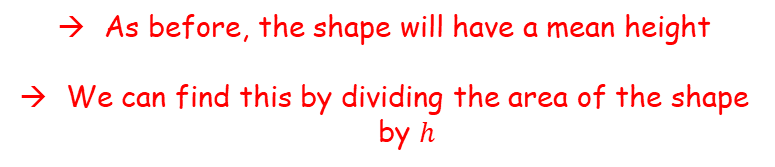 → As before, the shape will have a mean height
→ We can find this by dividing the area of the shape
by h